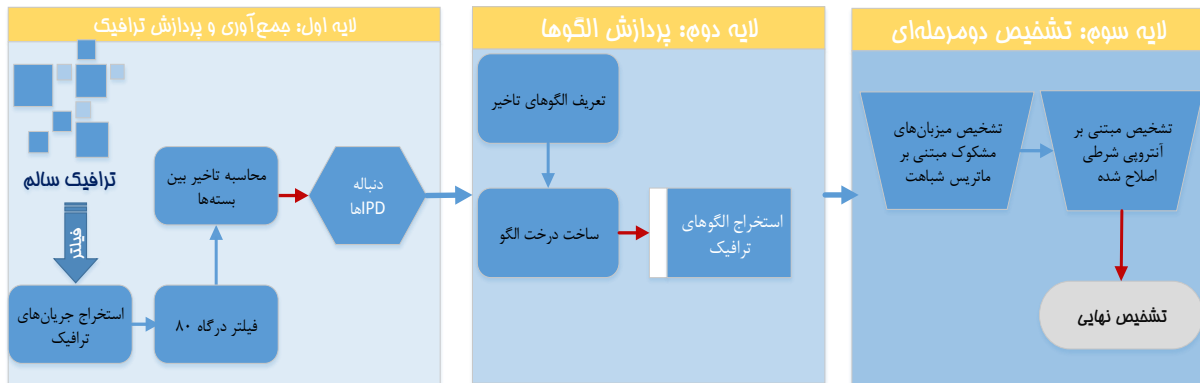 لایه اول: جمع‌آوری و پردازش ترافیک
ترافیک سالم
فیلتر
استخراج جریان‌های
ترافیک
فیلتر درگاه ۸۰
محاسبه تاخیر بین
بسته‌ها
دنباله
IPDها
لایه دوم: پردازش الگوها
تعریف الگوهای تاخیر
ساخت درخت الگو
استخراج الگوهای
ترافیک
لایه سوم: تشخیص دومرحله‌ای
تشخیص میزبان‌های
مشکوک مبتنی بر
ماتریس شباهت
تشخیص مبتنی بر
آنتروپی شرطی
اصلاح شده
تشخیص نهایی